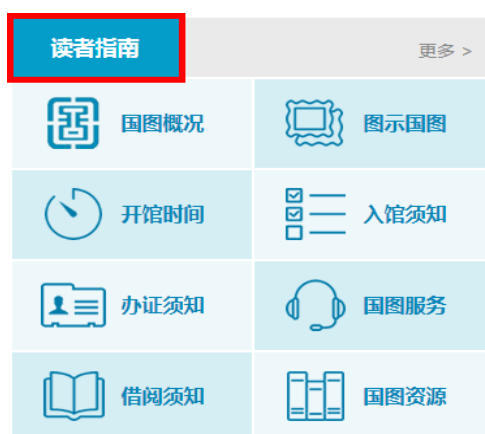 读者指南 更多 >
国图概况 图示国图
开馆时间 入馆须知
办证须知 国图服务
借阅须知 国图资源